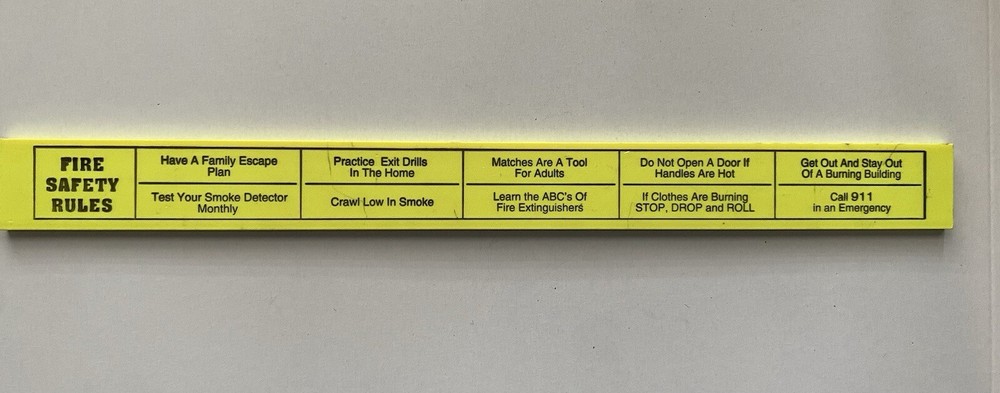 FIRE
SAFETY
RULES
Have A Family Escape
Plan
Test Your Smoke Detector
Monthly
Practice Exit Drills
In The Home
Crawl Low In Smoke
Matches Are A Tool
For Adults
Learn the ABC's Of
Fire Extinguishers
Do Not Open A Door If
Handles Are Hot
If Clothes Are Burning
STOP, DROP and ROLL
Get Out And Stay Out
Of A Burning Building
Call 911
in an Emergency